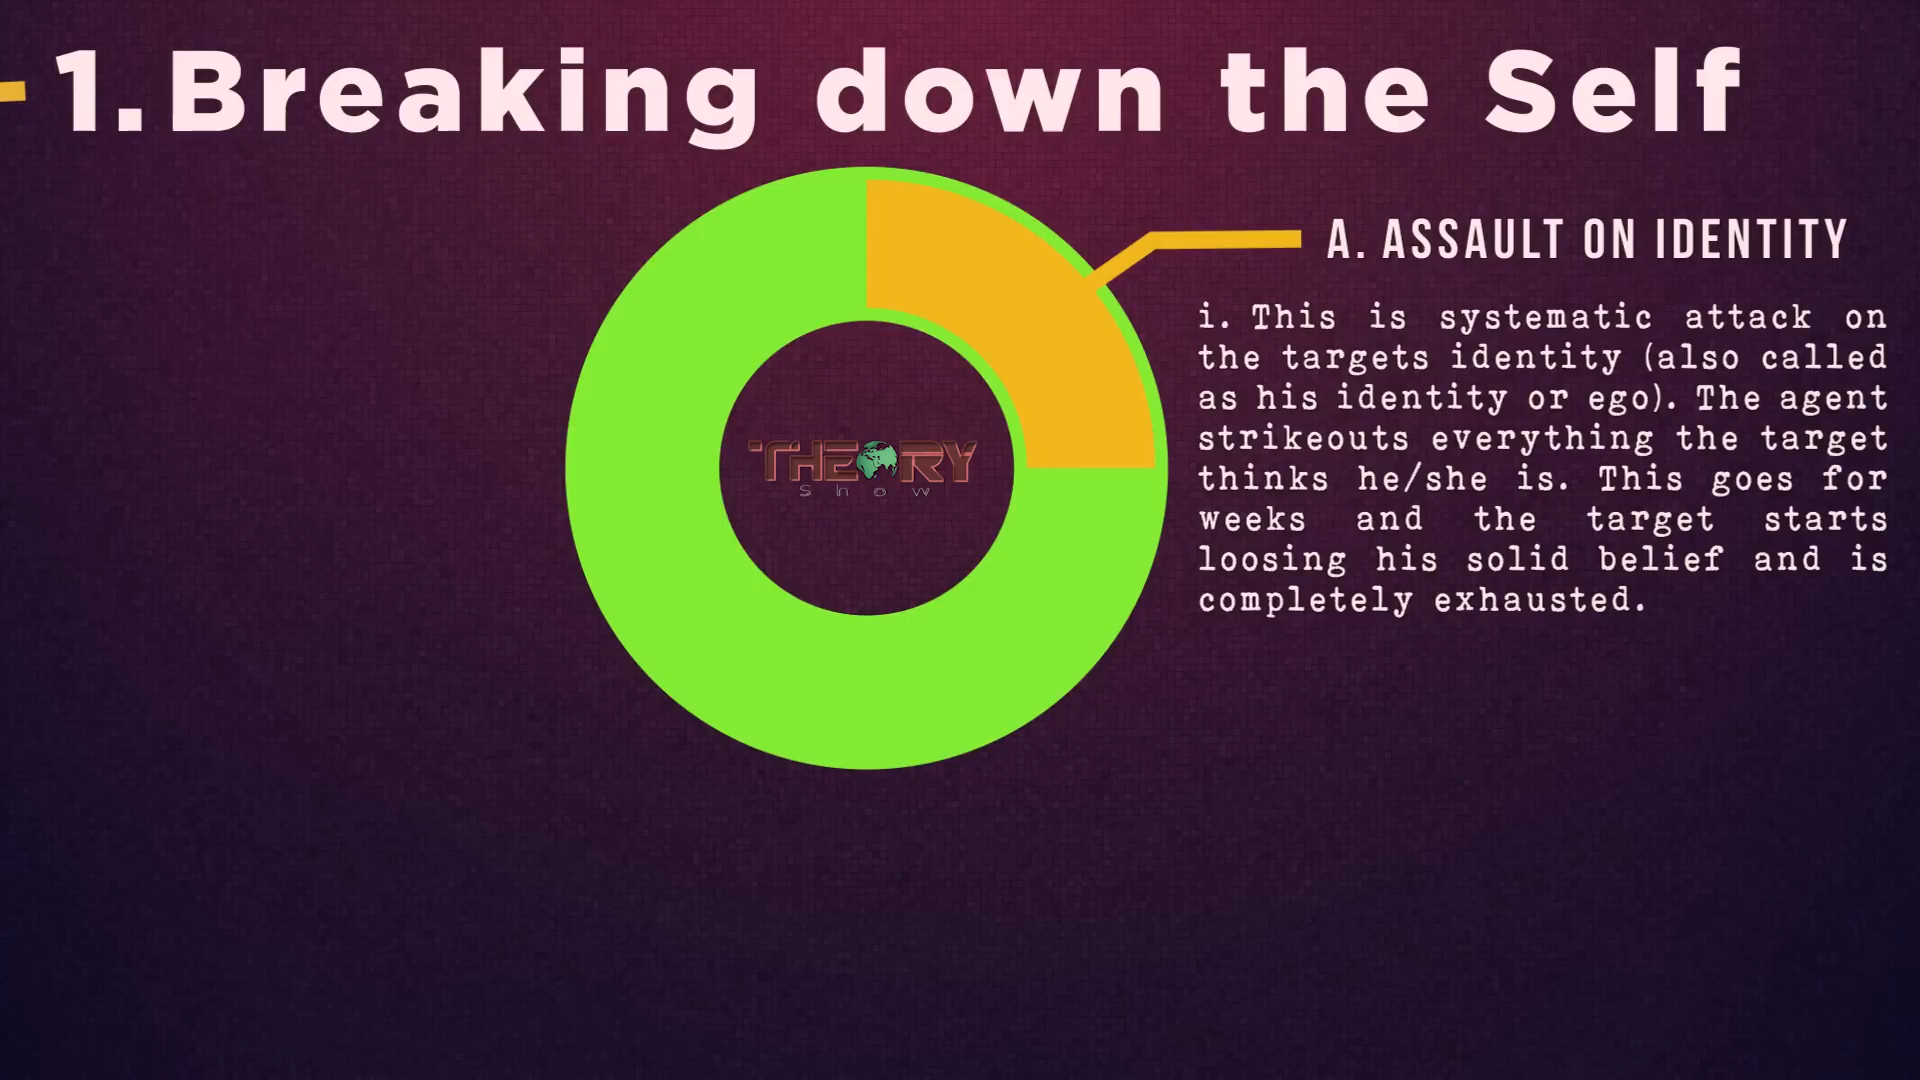 1. Breaking down the Self
A. ASSAULT ON IDENTITY
i. This is systematic attack on
the targets identity (also called
as his identity or ego). The agent
strikeouts everything the target
thinks he/she is. This goes for
weeks and the target starts
loosing his solid belief and is
completely exhausted.
THEORY
Show